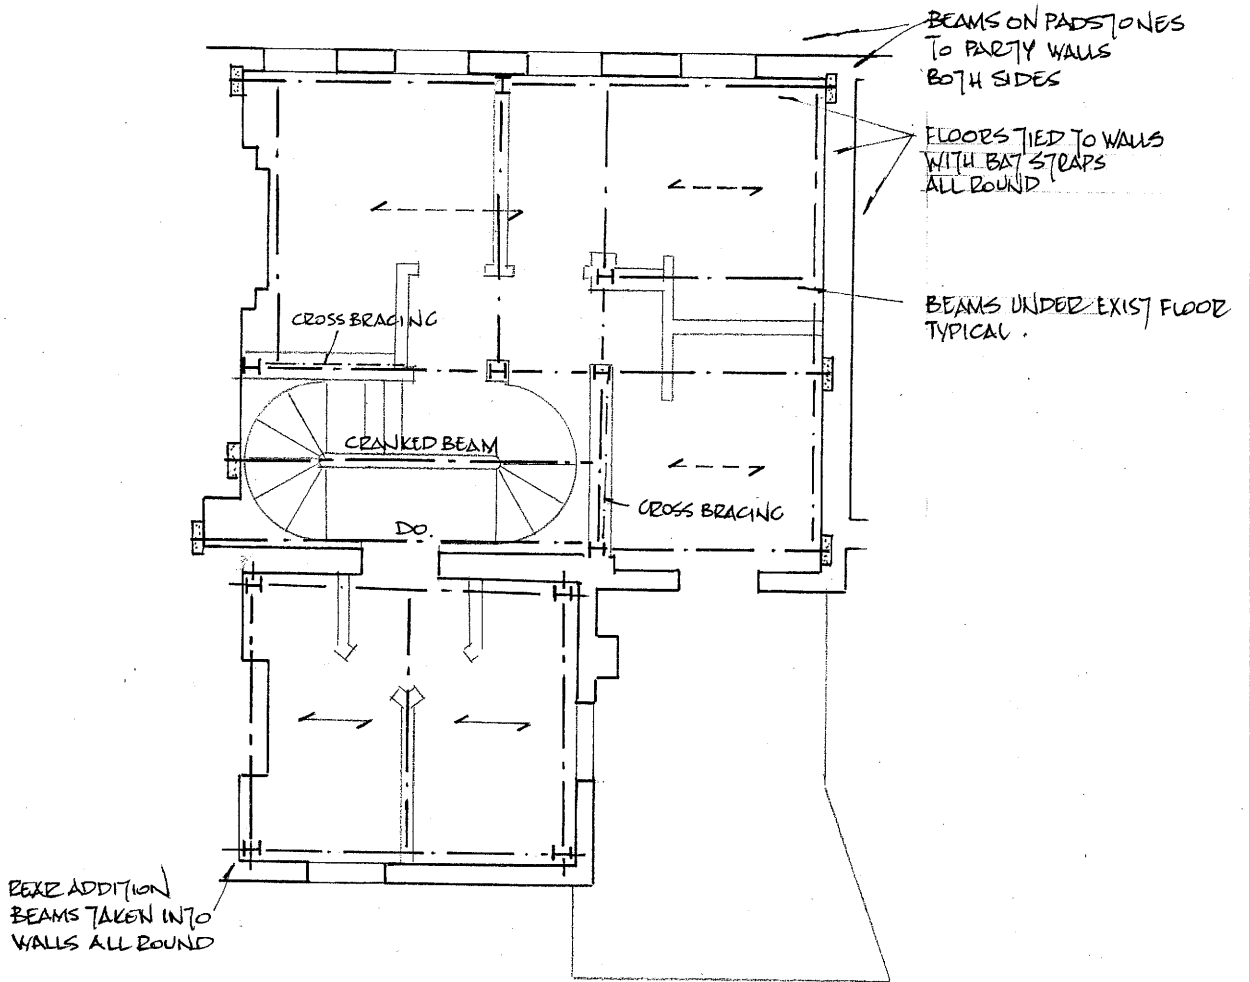 BEAMS ON PADSTONES
TO PARTY WALLS
BOTH SIDES
FLOORS TIED TO WALLS
WITH BAT STRAPS
ALL ROUND
BEAMS UNDER EXIST FLOOR
TYPICAL.
CROSS BRACING
CRANKED BEAM
CROSS BRACING
DO.
REAR ADDITION
BEAMS TAKEN INTO
WALLS ALL ROUND